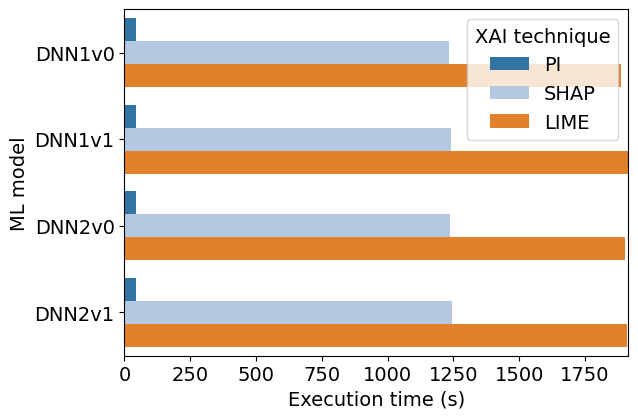 XAI technique
PI
SHAP
LIME
ML model
DNN1v0
DNN1v1
DNN2v0
DNN2v1
0 250 500 750 1000 1250 1500 1750
Execution time (s)